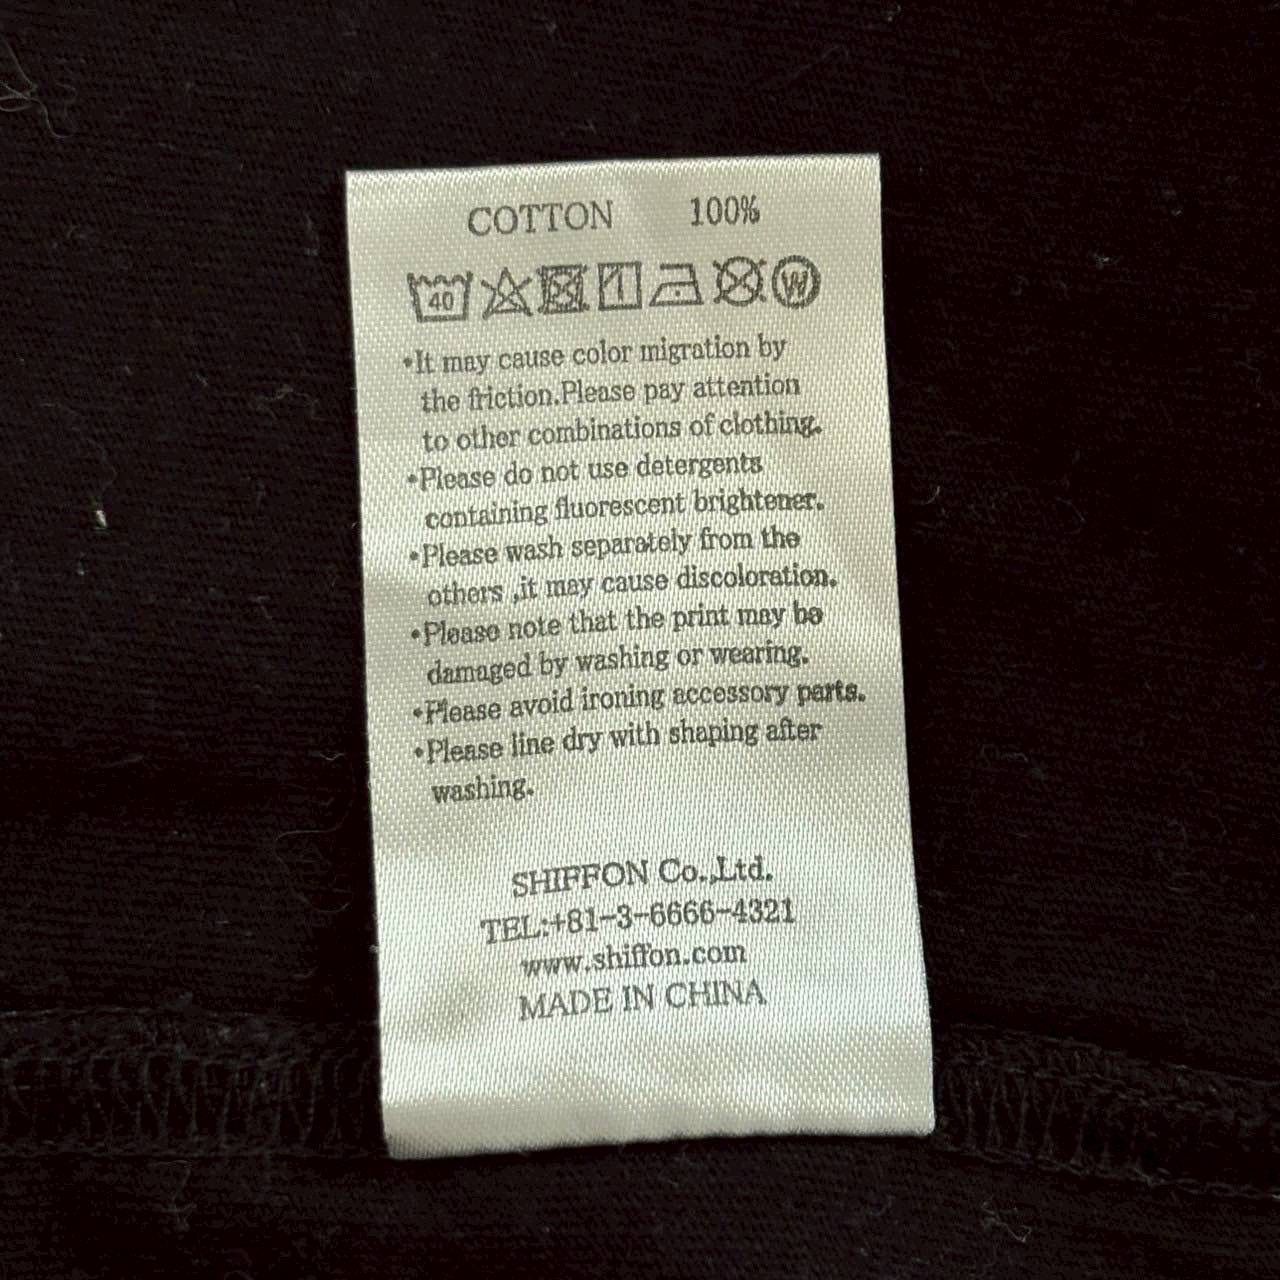 COTTON 100%
40 W
•It may cause color migration by
the friction.Please pay attention
to other combinations of clothing.
•Please do not use detergents
containing fluorescent brightener.
•Please wash separately from the
others ,it may cause discoloration.
•Please note that the print may be
damaged by washing or wearing.
•Please avoid ironing accessory parts.
•Please line dry with shaping after
washing.
SHIFFON Co.,Ltd.
TEL:+81-3-6666-4321
www.shiffon.com
MADE IN CHINA